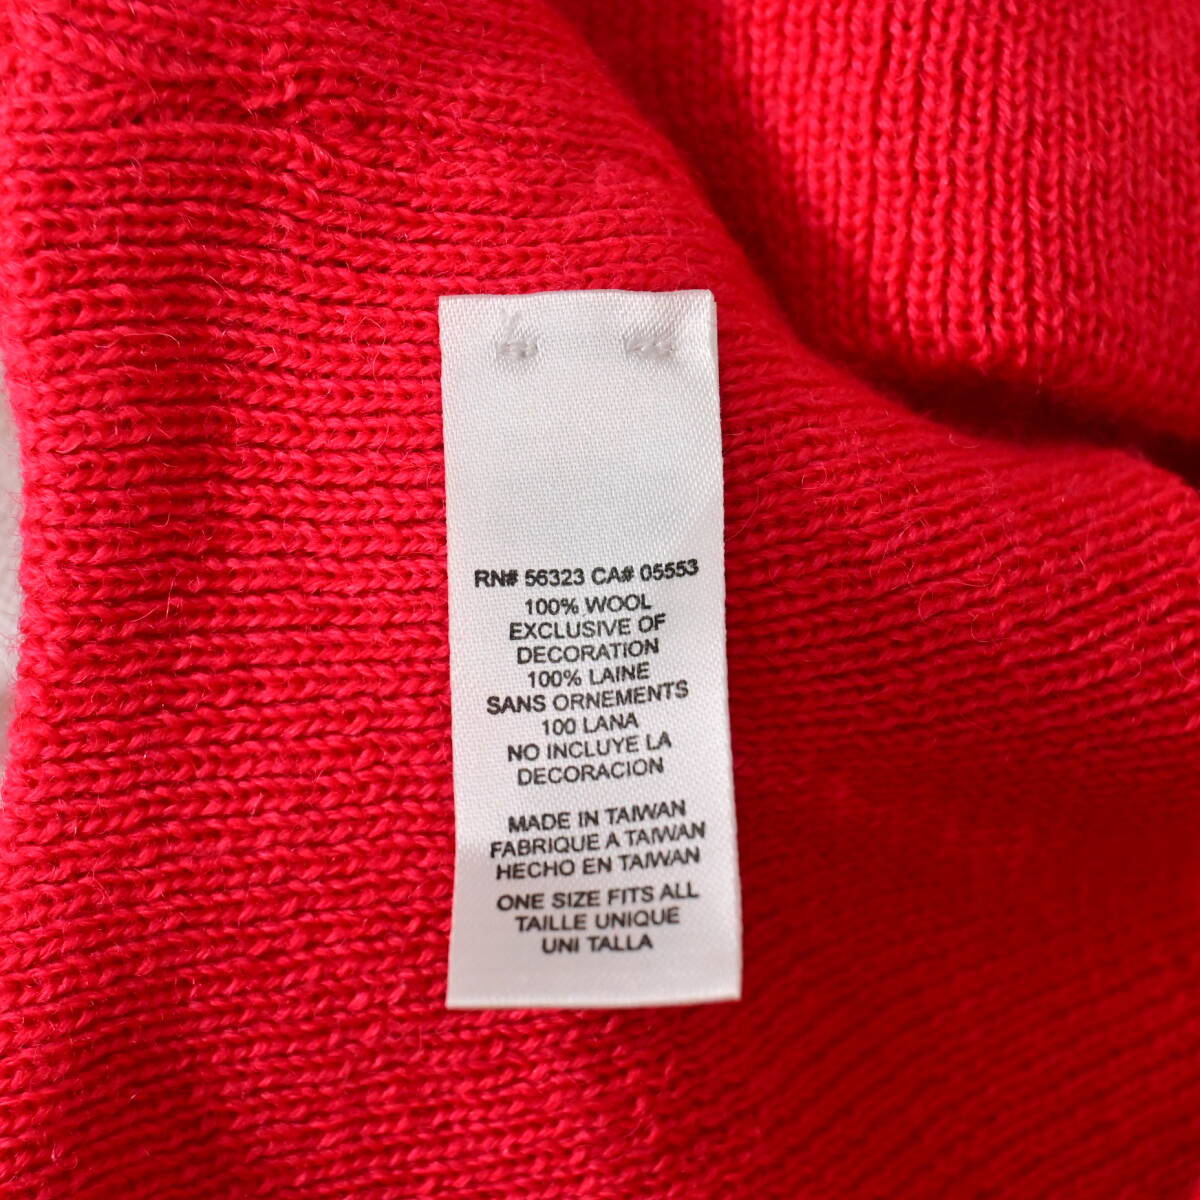 RN# 56323 CA# 05553
100% WOOL
EXCLUSIVE OF
DECORATION
100% LAINE
SANS ORNEMENTS
100 LANA
NO INCLUYE LA
DECORACION
MADE IN TAIWAN
FABRIQUE A TAIWAN
HECHO EN TAIWAN
ONE SIZE FITS ALL
TAILLE UNIQUE
UNI TALLA